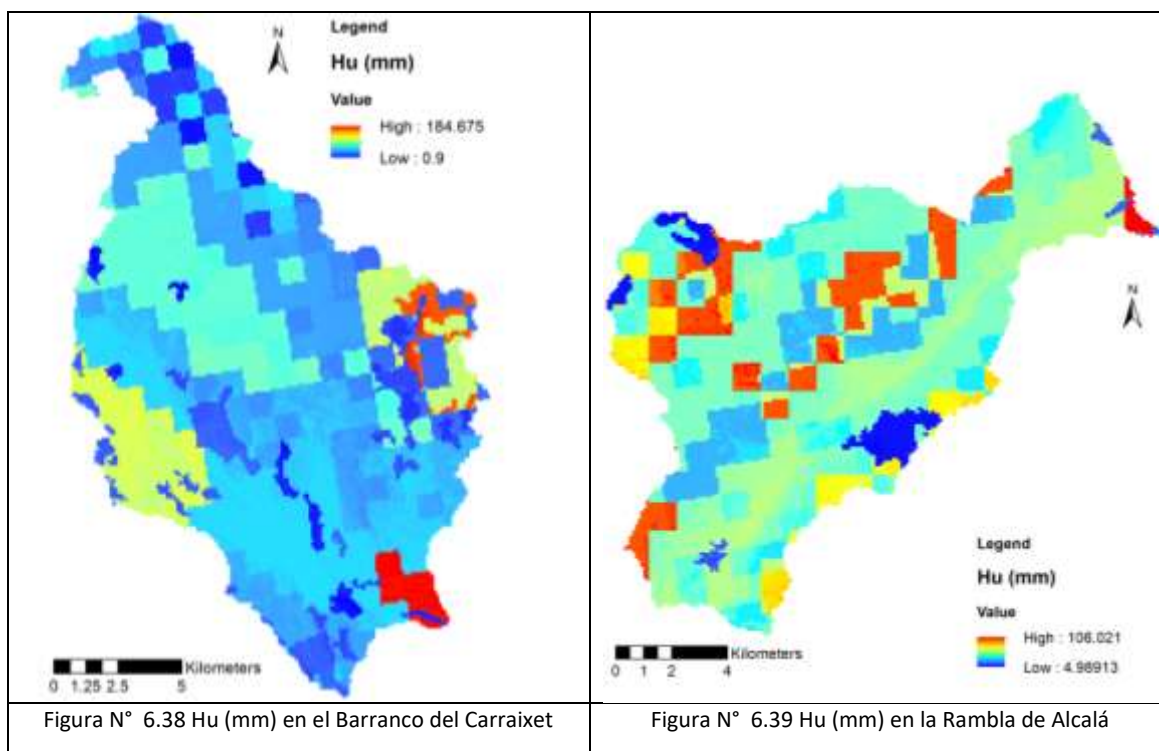 N
Legend
Hu (mm)
Value
High : 184.675
Low : 0.9
Kilometers
0 1.25 2.5 5
Figura N° 6.38 Hu (mm) en el Barranco del Carraixet
N
Legend
Hu (mm)
Value
High : 106.021
Low : 4.98913
Kilometers
0 1 2 4
Figura N° 6.39 Hu (mm) en la Rambla de Alcalá